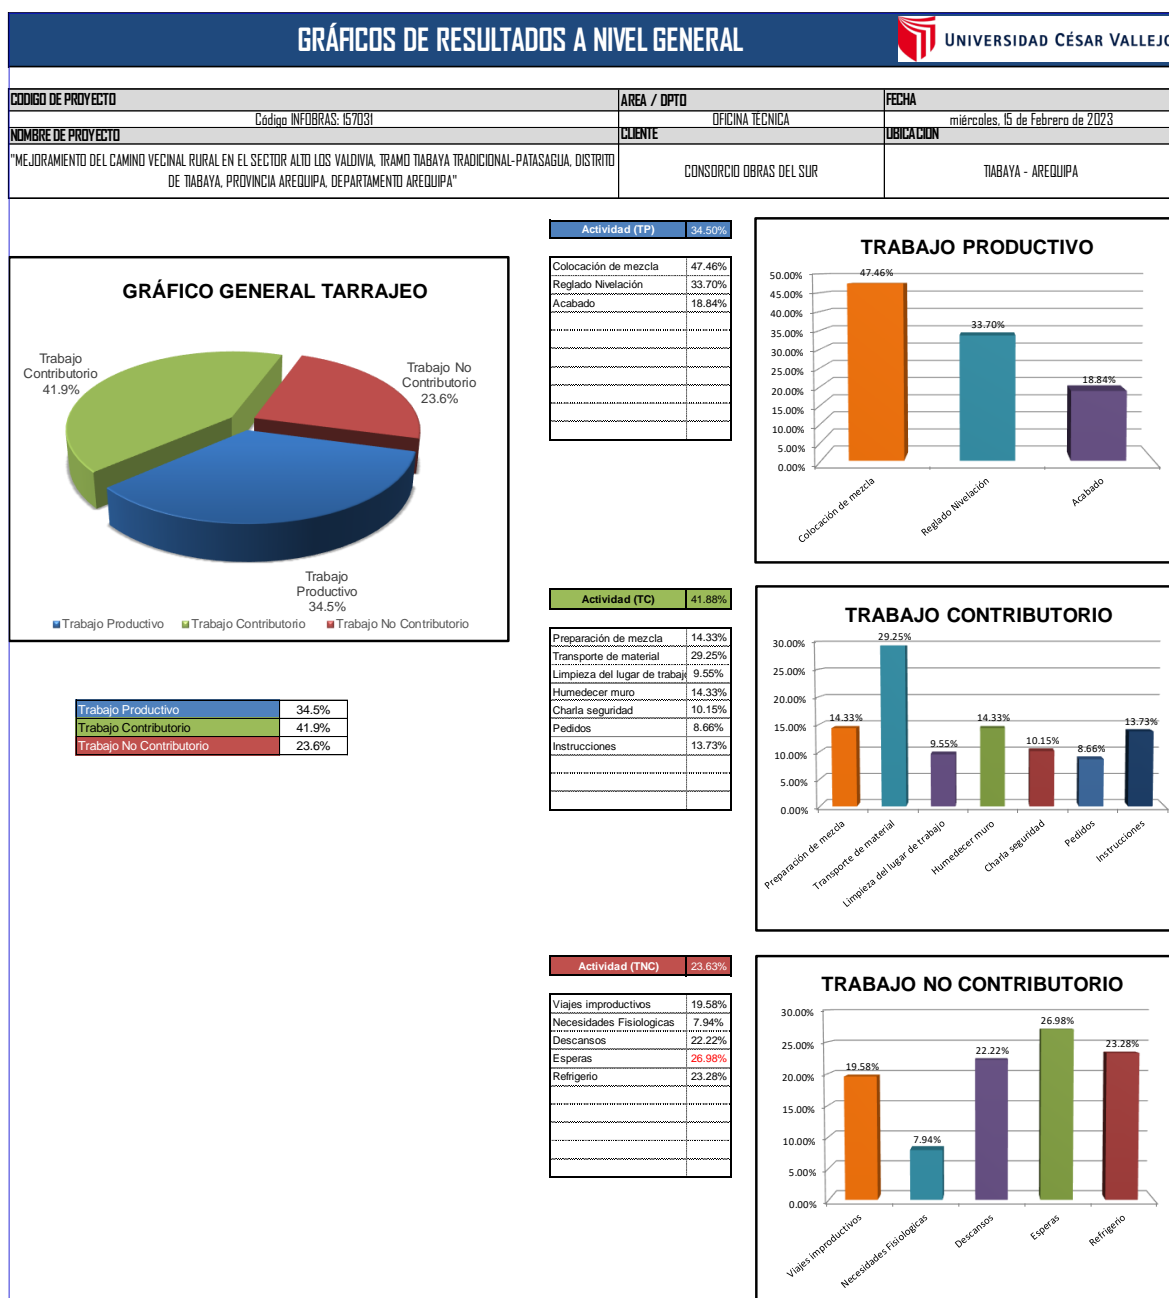 GRÁFICOS DE RESULTADOS A NIVEL GENERAL
UNIVERSIDAD CÉSAR VALLEJO
CODIGO DE PROYECTO
AREA / DPTO
FECHA
Código INFOBRAS: 157031
OFICINA TÉCNICA
miércoles, 15 de Febrero de 2023
NOMBRE DE PROYECTO
CLIENTE
UBICACIÓN
"MEJORAMIENTO DEL CAMINO VECINAL RURAL EN EL SECTOR ALTO LOS VALDIVIA, TRAMO TIABAYA TRADICIONAL-PATASAGUA, DISTRITO
DE TIABAYA, PROVINCIA AREQUIPA, DEPARTAMENTO AREQUIPA"
CONSORCIO OBRAS DEL SUR
TIABAYA - AREQUIPA
GRÁFICO GENERAL TARRAJEO
Trabajo
Contributorio
41.9%
Trabajo No
Contributorio
23.6%
Trabajo
Productivo
34.5%
Trabajo Productivo
Trabajo Contributorio
Trabajo No Contributorio
Trabajo Productivo 34.5%
Trabajo Contributorio 41.9%
Trabajo No Contributorio 23.6%
Actividad (TP) 34.50%
Colocación de mezcla 47.46%
Reglado Nivelación 33.70%
Acabado 18.84%
TRABAJO PRODUCTIVO
50.00%
45.00%
40.00%
35.00%
30.00%
25.00%
20.00%
15.00%
10.00%
5.00%
0.00%
47.46%
33.70%
18.84%
Colocación de mezcla
Reglado Nivelación
Acabado
Actividad (TC) 41.88%
Preparación de mezcla 14.33%
Transporte de material 29.25%
Limpieza del lugar de trabajo 9.55%
Humedecer muro 14.33%
Charla seguridad 10.15%
Pedidos 8.66%
Instrucciones 13.73%
TRABAJO CONTRIBUTORIO
30.00%
25.00%
20.00%
15.00%
10.00%
5.00%
0.00%
14.33%
29.25%
9.55%
14.33%
10.15%
8.66%
13.73%
Preparación de mezcla
Transporte de material
Limpieza del lugar de trabajo
Humedecer muro
Charla seguridad
Pedidos
Instrucciones
Actividad (TNC) 23.63%
Viajes improductivos 19.58%
Necesidades Fisiologicas 7.94%
Descansos 22.22%
Esperas 26.98%
Refrigerio 23.28%
TRABAJO NO CONTRIBUTORIO
30.00%
25.00%
20.00%
15.00%
10.00%
5.00%
0.00%
19.58%
7.94%
22.22%
26.98%
23.28%
Viajes improductivos
Necesidades Fisiologicas
Descansos
Esperas
Refrigerio